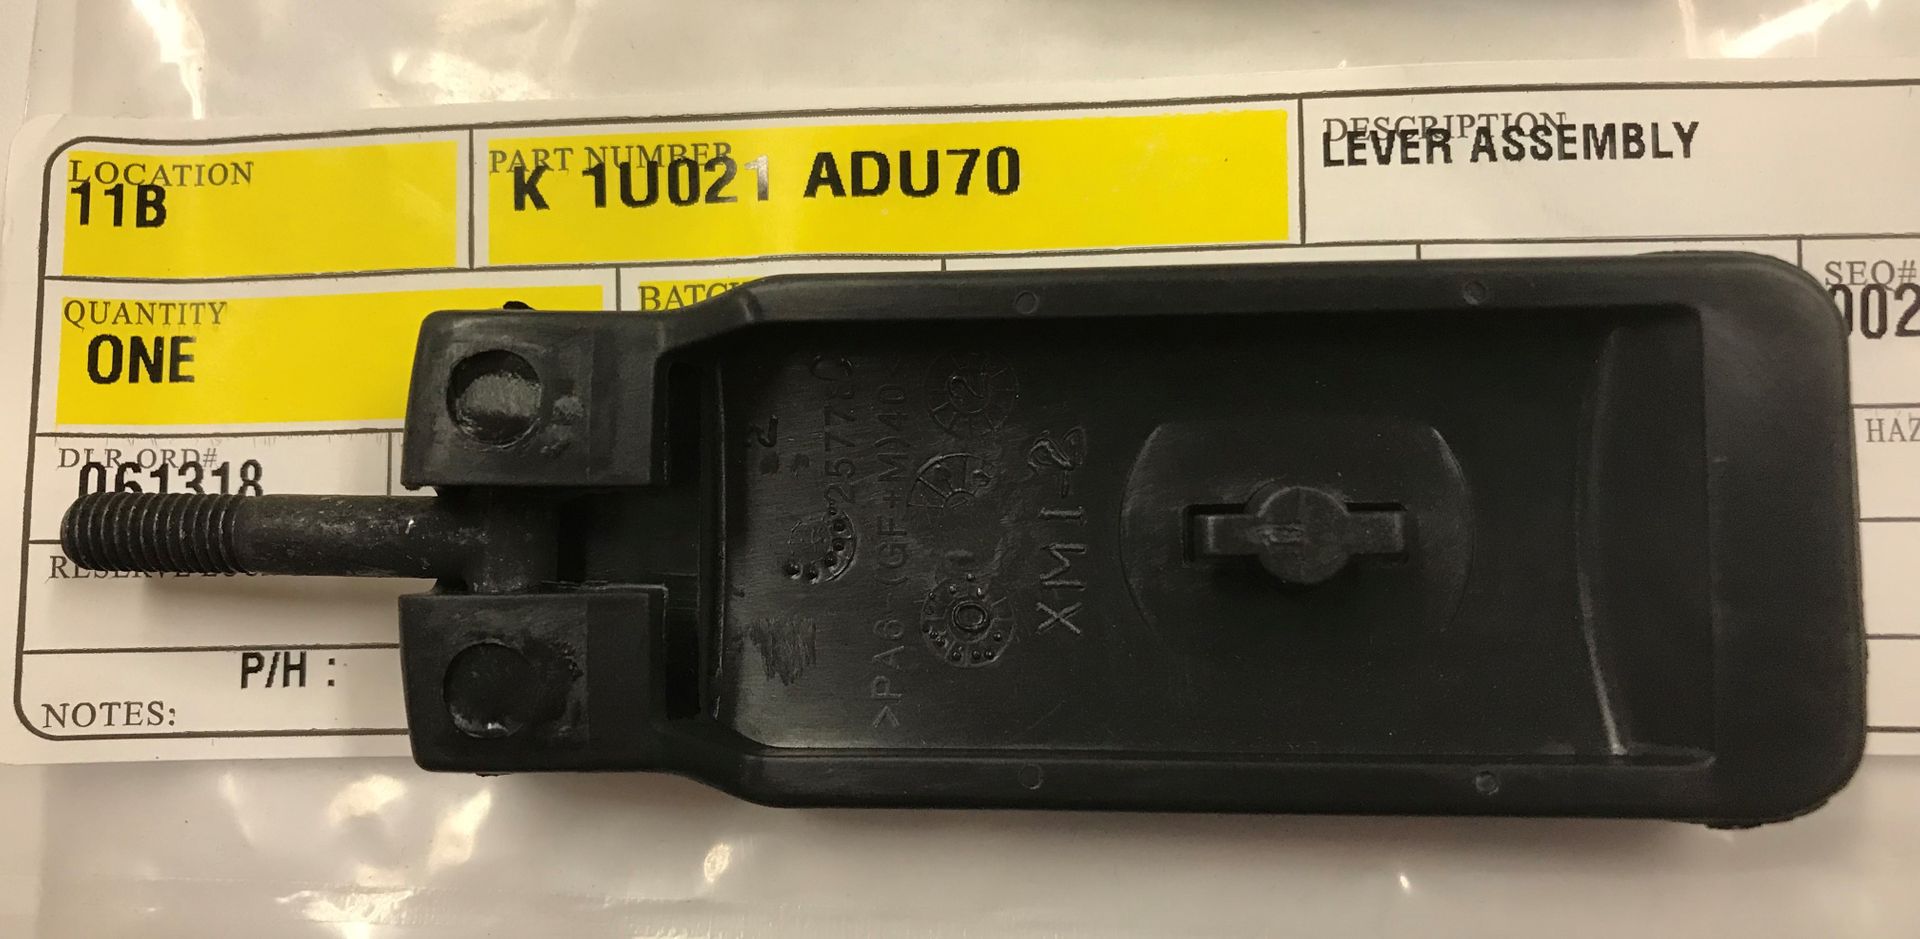 LOCATION
11B
PART NUMBER
K 1U021 ADU70
DESCRIPTION
LEVER ASSEMBLY
QUANTITY
ONE
SEQ#
HAZ
DLR ORD#
061318
P/H :
NOTES:
>PA6-(GF+M)40
XM1-2